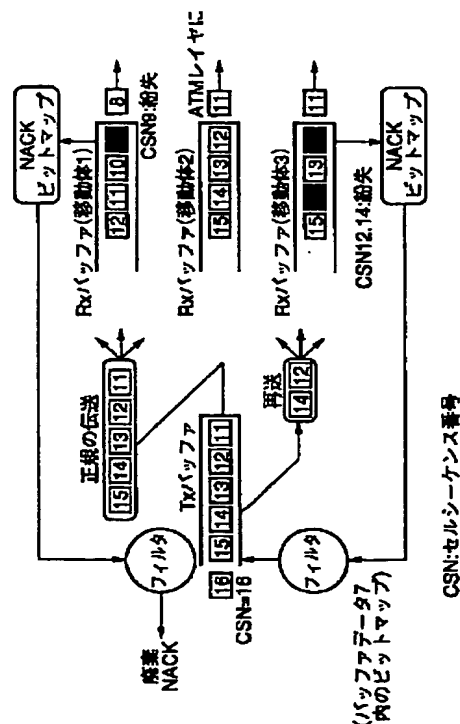 NACK
ビットマップ
Rxバッファ(移動体1)
12 11 10
8
CSN9:紛失
Rxバッファ(移動体2)
15 14 13 12
ATMレイヤに
11
Rxバッファ(移動体3)
15 13
11
CSN12,14:紛失
NACK
ビットマップ
正規の伝送
15 14 13 12 11
Txバッファ
15 14 13 12 11
再送
14 12
フィルタ
廃棄
NACK
16
CSN=16
フィルタ
(バッファデータ7
内のビットマップ)
CSN:セルシーケンス番号